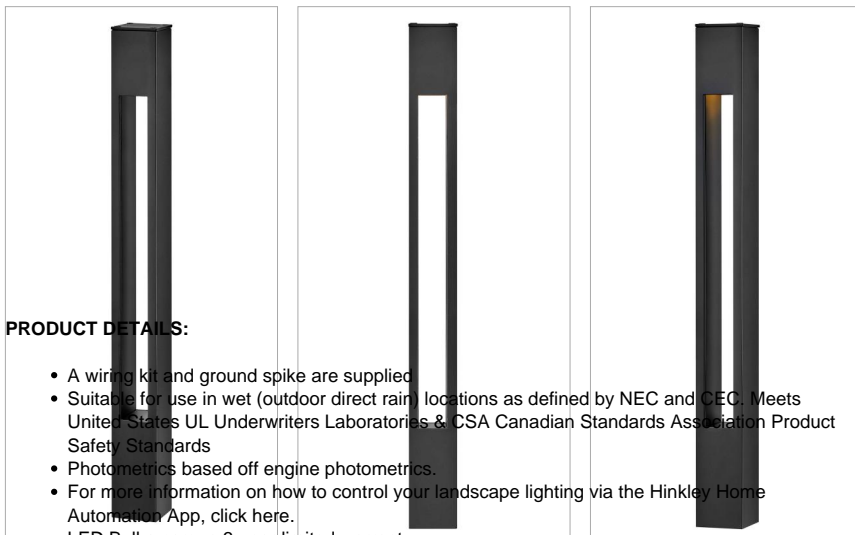 PRODUCT DETAILS:
• A wiring kit and ground spike are supplied
• Suitable for use in wet (outdoor direct rain) locations as defined by NEC and CEC. Meets
United States UL Underwriters Laboratories & CSA Canadian Standards Association Product
Safety Standards
• Photometrics based off engine photometrics.
• For more information on how to control your landscape lighting via the Hinkley Home
Automation App, click here.